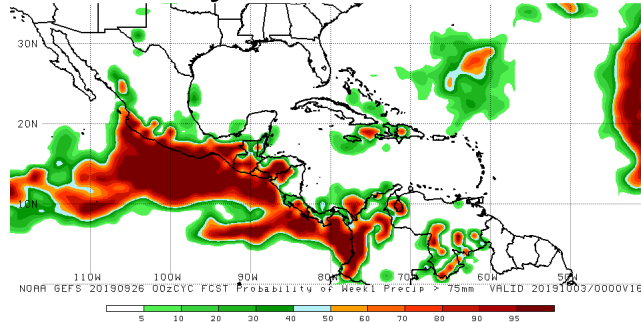 30N
20N
10N
110W 100W 90W 80W 70W 60W 50W
NOAA GEFS 20190926 00zCYC FCST Probability of Week1 Precip > 75mm VALID 20191003/0000V16
5 10 20 30 40 50 60 70 80 90 95